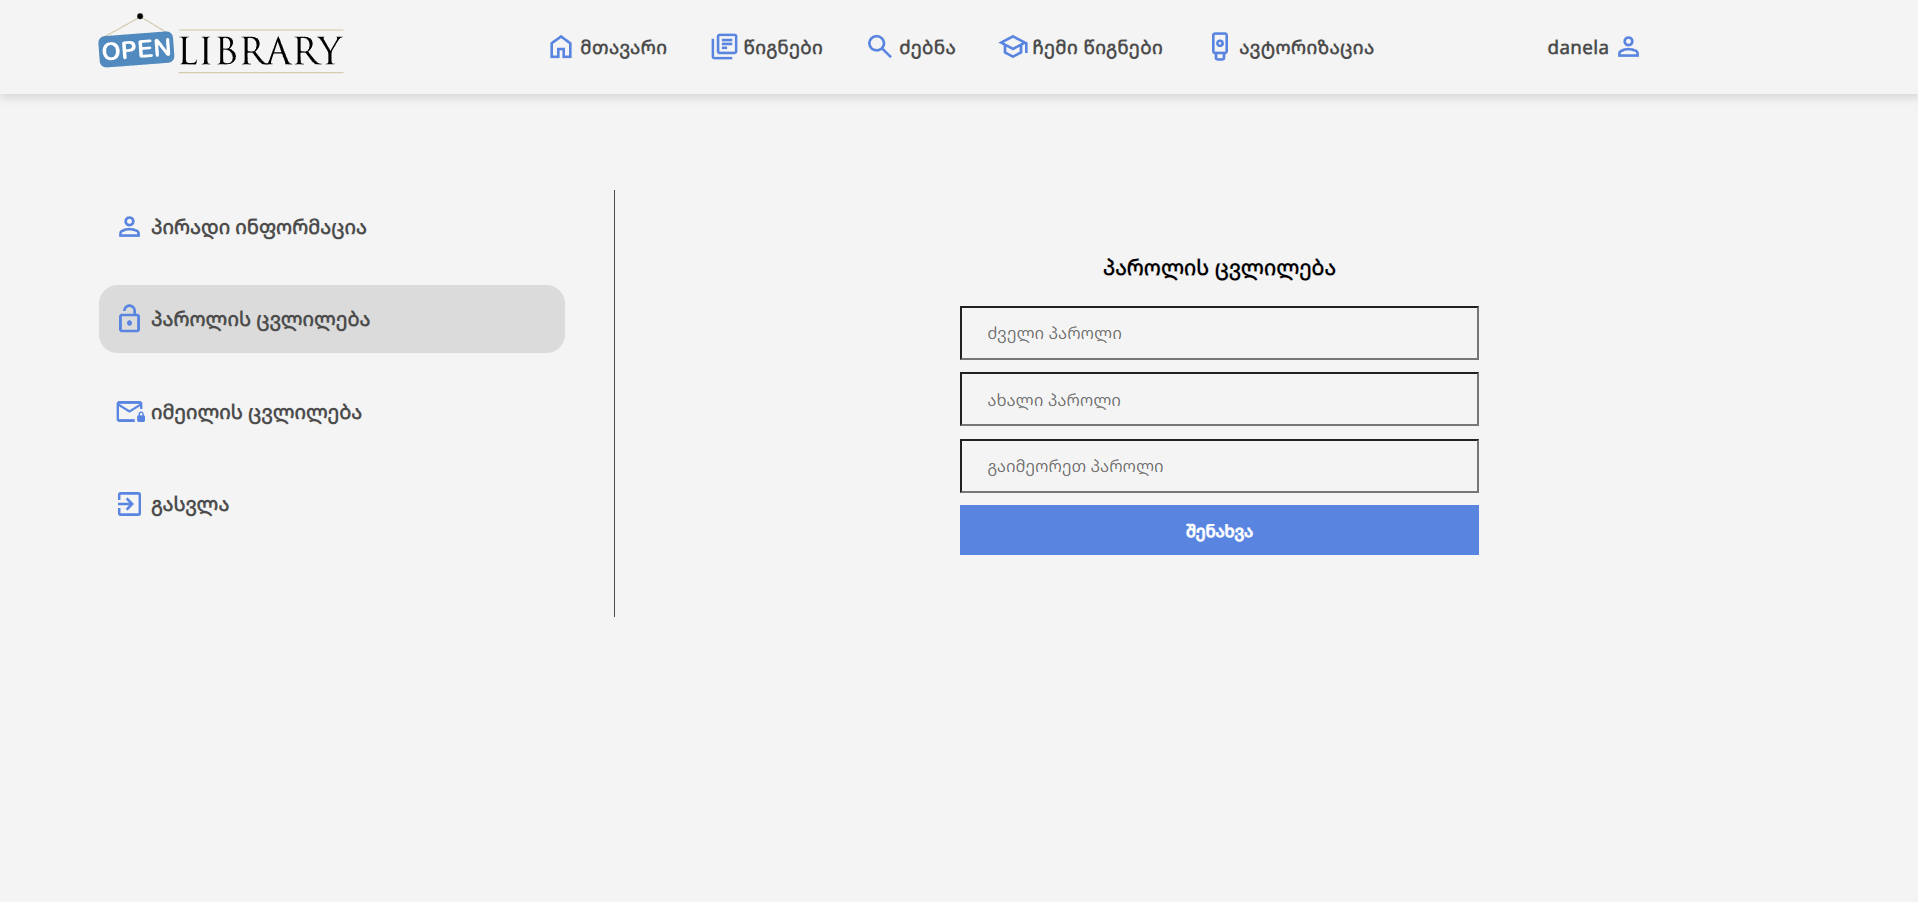 OPEN LIBRARY
მთავარი
წიგნები
ძებნა
ჩემი წიგნები
ავტორიზაცია
danela
პირადი ინფორმაცია
პაროლის ცვლილება
იმეილის ცვლილება
გასვლა
პაროლის ცვლილება
ძველი პაროლი
ახალი პაროლი
გაიმეორეთ პაროლი
შენახვა